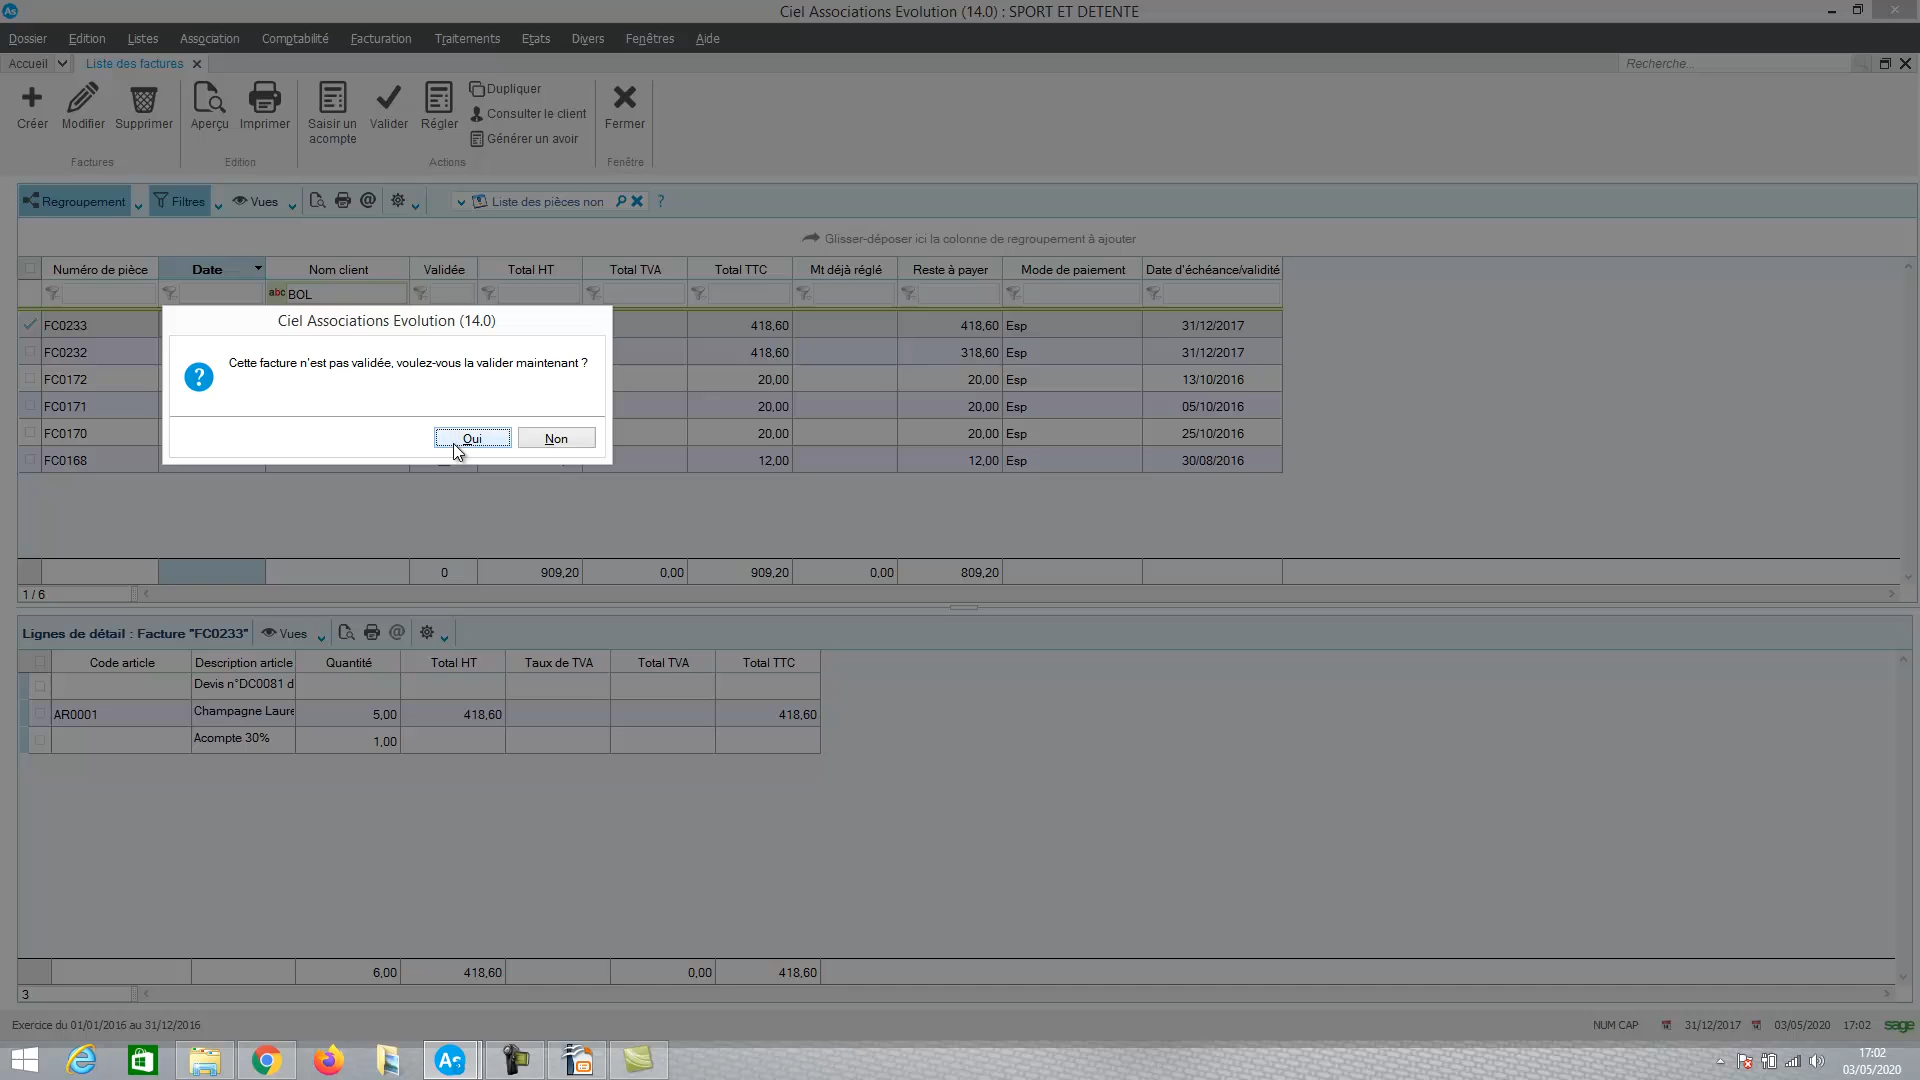 Ciel Associations Evolution (14.0) : SPORT ET DETENTE
Dossier Edition Listes Association Comptabilité Facturation Traitements Etats Divers Fenêtres Aide
Accueil Liste des factures Recherche...
Créer Modifier Supprimer Aperçu Imprimer Saisir un acompte Valider Régler Dupliquer Consulter le client Générer un avoir Fermer
Factures Edition Actions Fenêtre
Regroupement Filtres Vues @ Liste des pièces non ?
Glisser-déposer ici la colonne de regroupement à ajouter
Numéro de pièce Date Nom client Validée Total HT Total TVA Total TTC Mt déjà réglé Reste à payer Mode de paiement Date d'échéance/validité
abc BOL
FC0233 418,60 418,60 Esp 31/12/2017
FC0232 418,60 318,60 Esp 31/12/2017
FC0172 20,00 20,00 Esp 13/10/2016
FC0171 20,00 20,00 Esp 05/10/2016
FC0170 20,00 20,00 Esp 25/10/2016
FC0168 12,00 12,00 Esp 30/08/2016
Ciel Associations Evolution (14.0)
Cette facture n'est pas validée, voulez-vous la valider maintenant ?
Oui Non
0 909,20 0,00 909,20 0,00 809,20
1 / 6
Lignes de détail : Facture "FC0233" Vues @
Code article Description article Quantité Total HT Taux de TVA Total TVA Total TTC
Devis n°DC0081 d
AR0001 Champagne Laure 5,00 418,60 418,60
Acompte 30% 1,00
6,00 418,60 0,00 418,60
3
Exercice du 01/01/2016 au 31/12/2016 NUM CAP 31/12/2017 03/05/2020 17:02 sage
17:02
03/05/2020